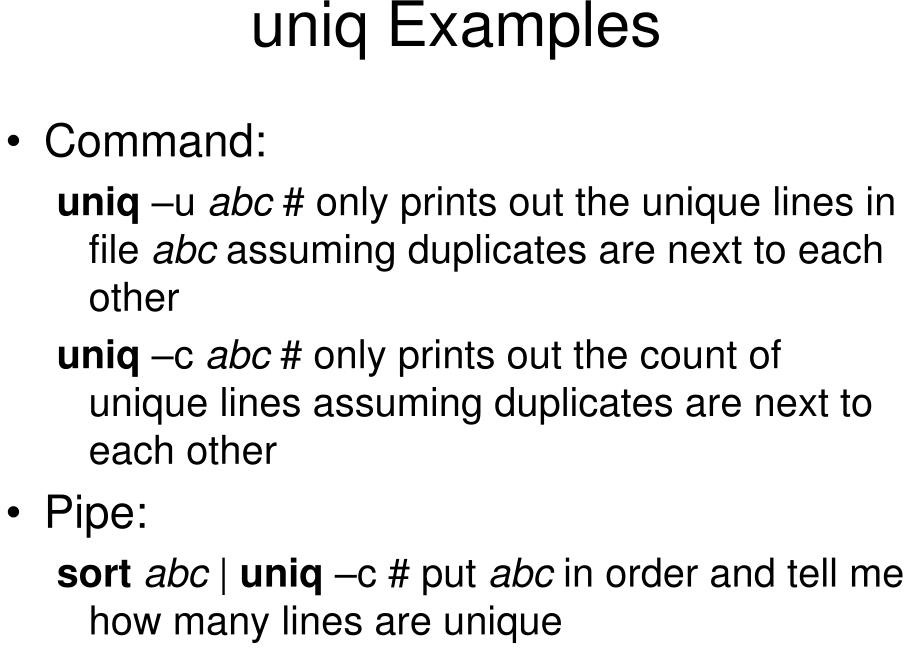 uniq Examples
• Command:
uniq –u abc # only prints out the unique lines in
file abc assuming duplicates are next to each
other
uniq –c abc # only prints out the count of
unique lines assuming duplicates are next to
each other
• Pipe:
sort abc | uniq –c # put abc in order and tell me
how many lines are unique